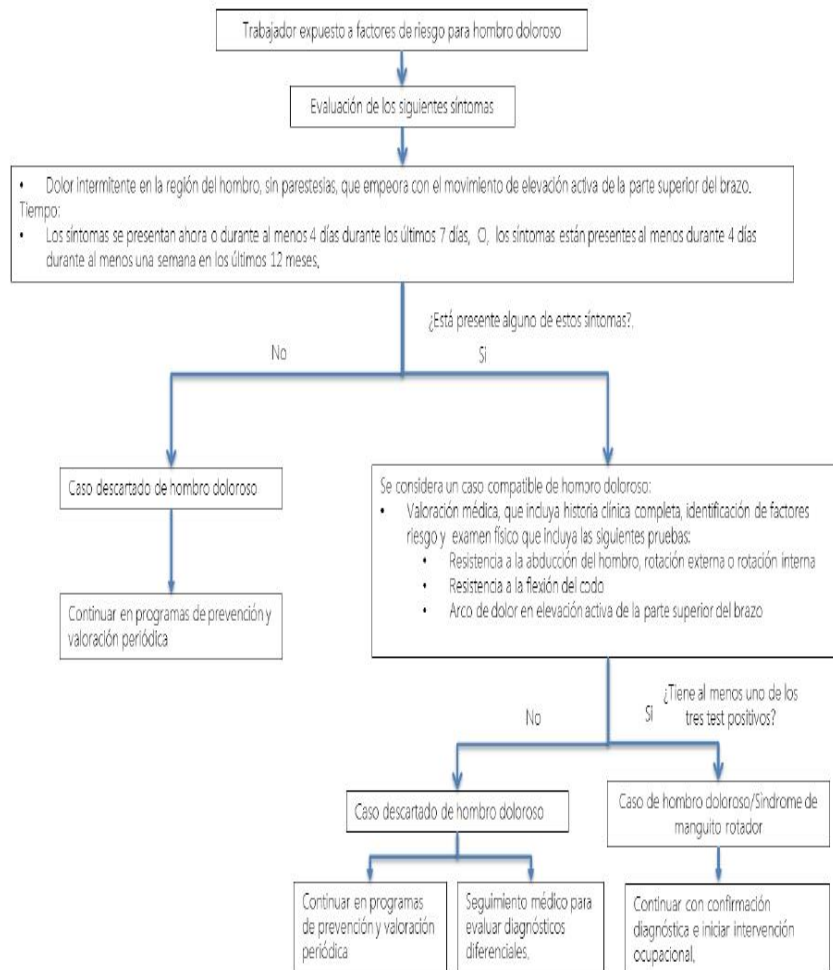 Trabajador expuesto a factores de riesgo para hombro doloroso
Evaluación de los siguientes síntomas
• Dolor intermitente en la región del hombro, sin parestesias, que empeora con el movimiento de elevación activa de la parte superior del brazo.
Tiempo:
• Los síntomas se presentan ahora o durante al menos 4 días durante los últimos 7 días, O, los síntomas están presentes al menos durante 4 días
durante al menos una semana en los últimos 12 meses,
¿Está presente alguno de estos síntomas?,
No
Si
Caso descartado de hombro doloroso
Continuar en programas de prevención y
valoración periódica
Se considera un caso compatible de hombro doloroso:
• Valoración médica, que incluya historia clínica completa, identificación de factores
riesgo y examen físico que incluya las siguientes pruebas:
• Resistencia a la abducción del hombro, rotación externa o rotación interna
• Resistencia a la flexión del codo
• Arco de dolor en elevación activa de la parte superior del brazo
¿Tiene al menos uno de los
tres test positivos?
No
Si
Caso descartado de hombro doloroso
Caso de hombro doloroso/Sindrome de
manguito rotador
Continuar en programas
de prevención y valoración
periódica
Seguimiento médico para
evaluar diagnósticos
diferenciales,
Continuar con confirmación
diagnóstica e iniciar intervención
ocupacional,